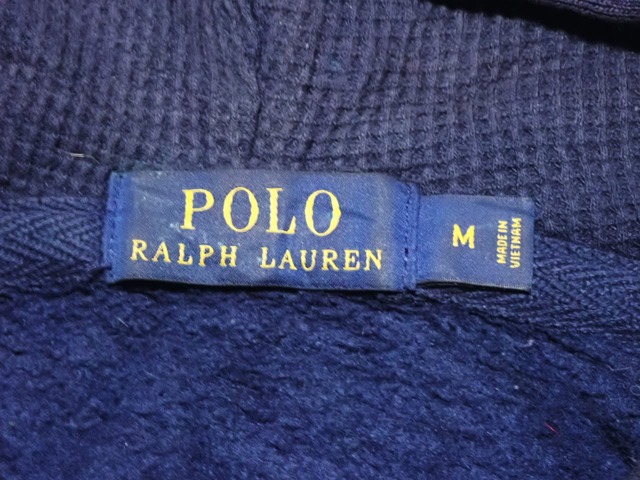 POLO
RALPH LAUREN
M
MADE IN
VIETNAM